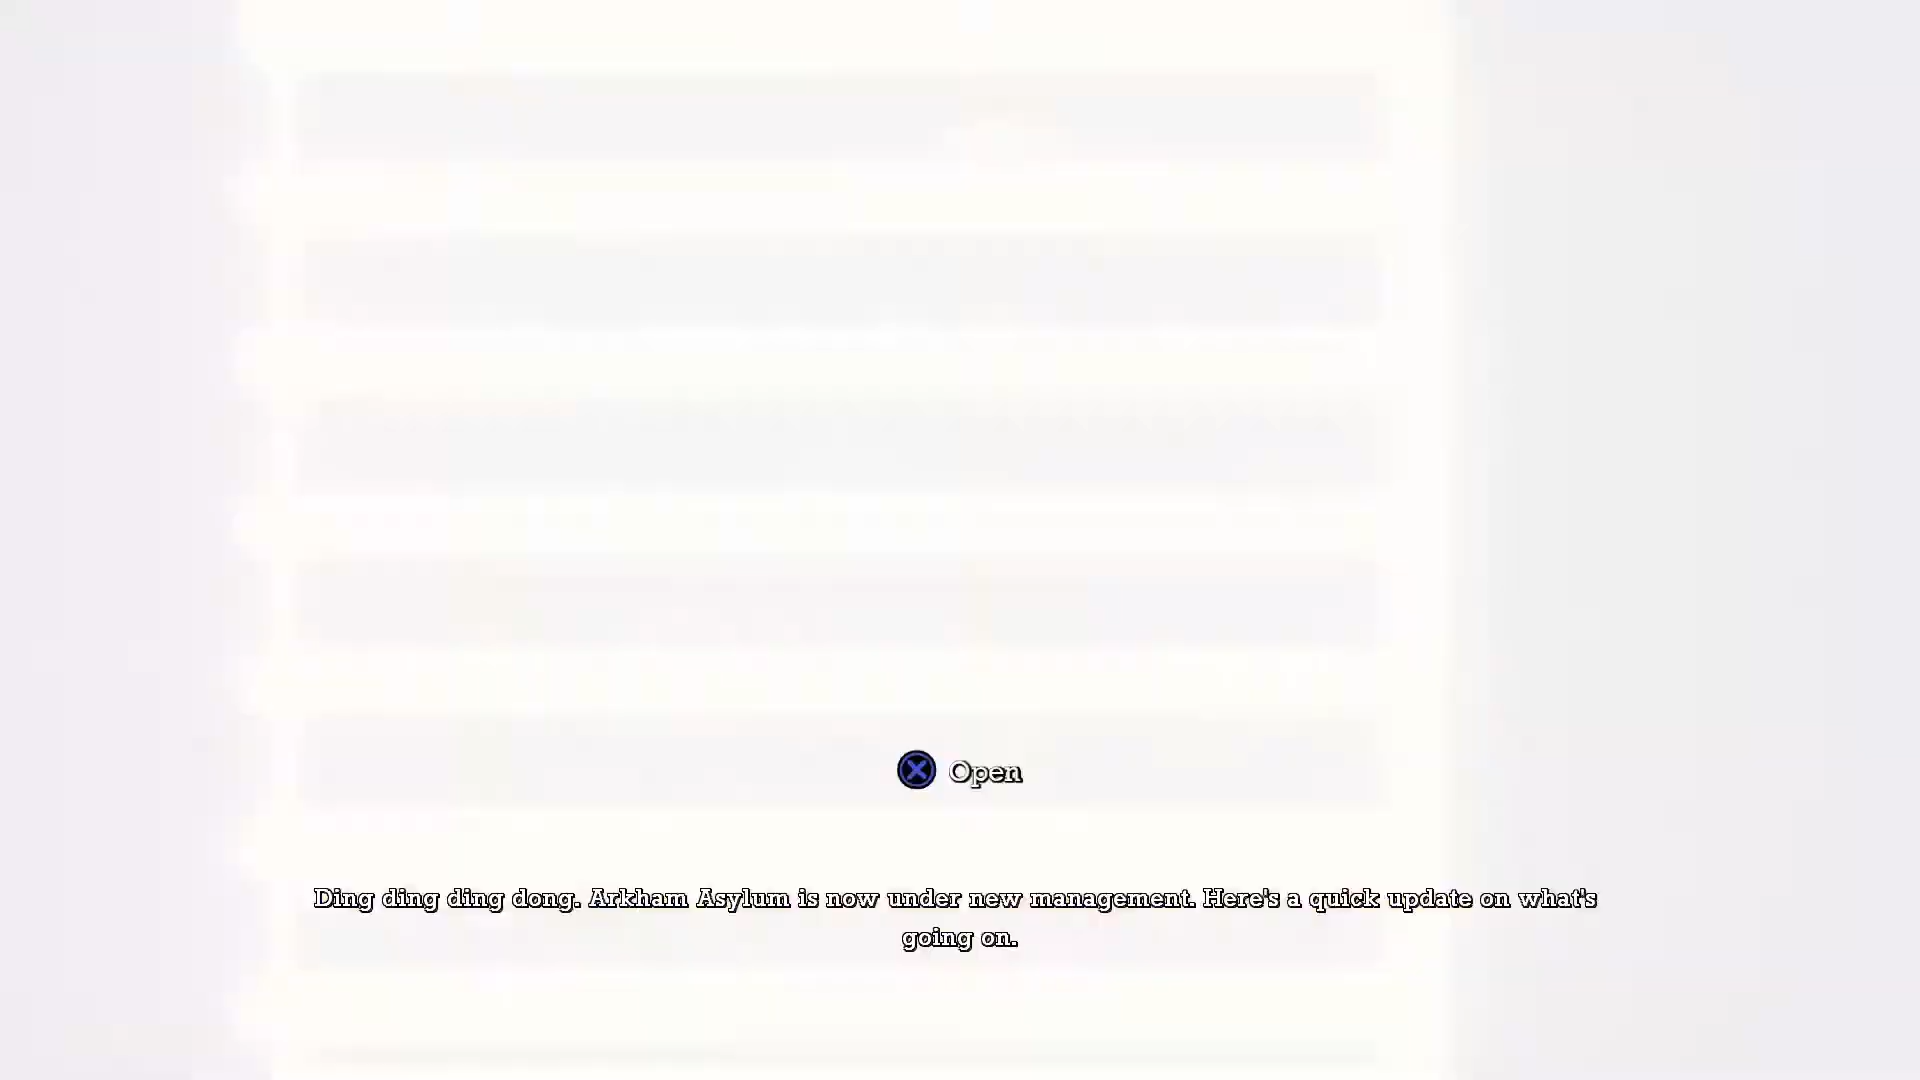 Open
Ding ding ding dong. Arkham Asylum is now under new management. Here's a quick update on what's
going on.